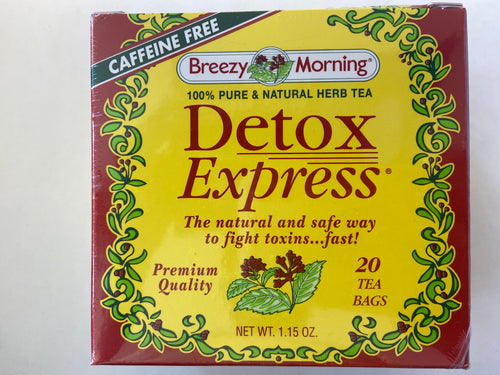 CAFFEINE FREE
Breezy Morning®
100% PURE & NATURAL HERB TEA
Detox
Express®
The natural and safe way
to fight toxins...fast!
Premium
Quality
20
TEA
BAGS
NET WT. 1.15 OZ.